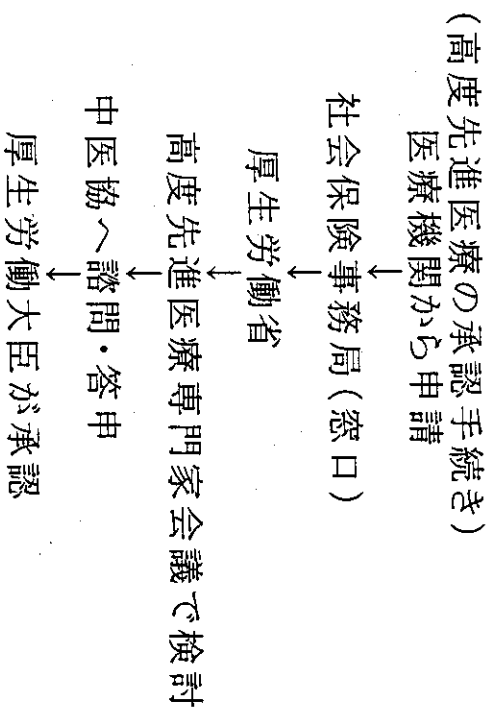 (高度先進医療の承認手続き)
医療機関から申請
↓
社会保険事務局(窓口)
↓
厚生労働省
↓
高度先進医療専門家会議で検討
↓
中医協へ諮問・答申
↓
厚生労働大臣が承認